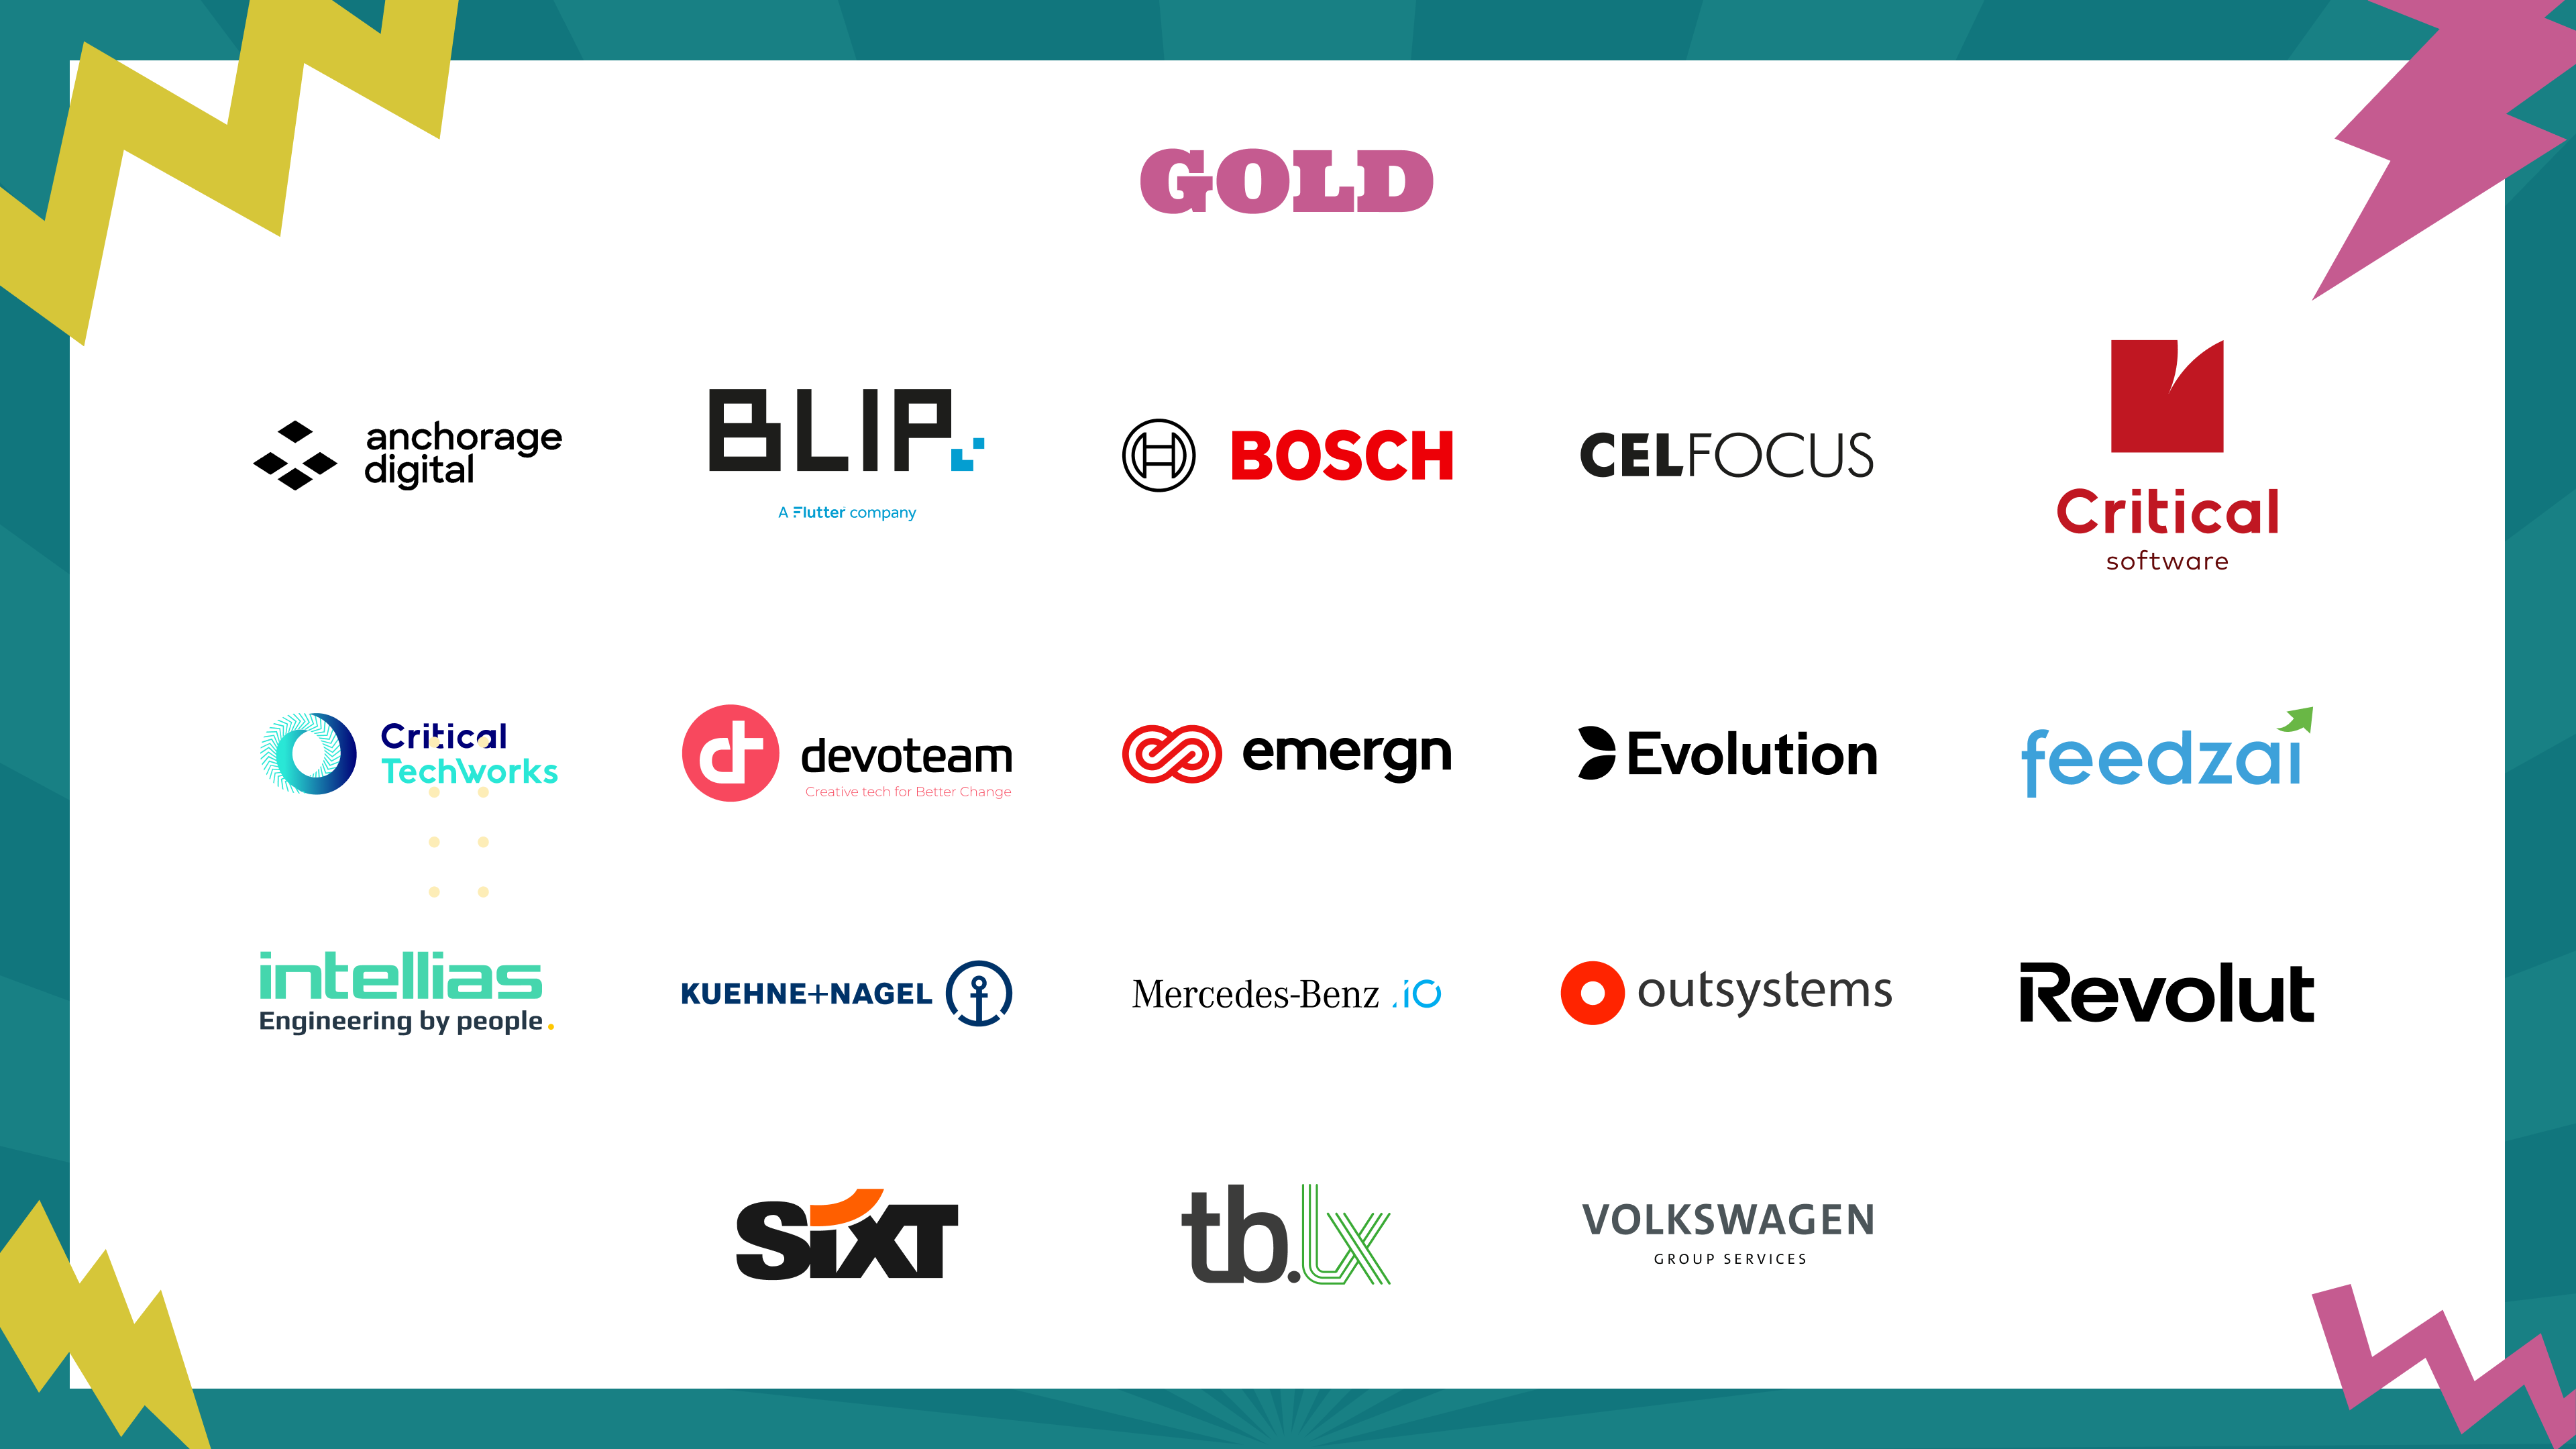 GOLD
anchorage
digital
BLIP
A Flutter company
BOSCH
CELFOCUS
Critical
software
Critical
TechWorks
devoteam
Creative tech for Better Change
emergn
Evolution
feedzai
intellias
Engineering by people.
KUEHNE+NAGEL
Mercedes-Benz .io
outsystems
Revolut
SIXT
tb.lx
VOLKSWAGEN
GROUP SERVICES